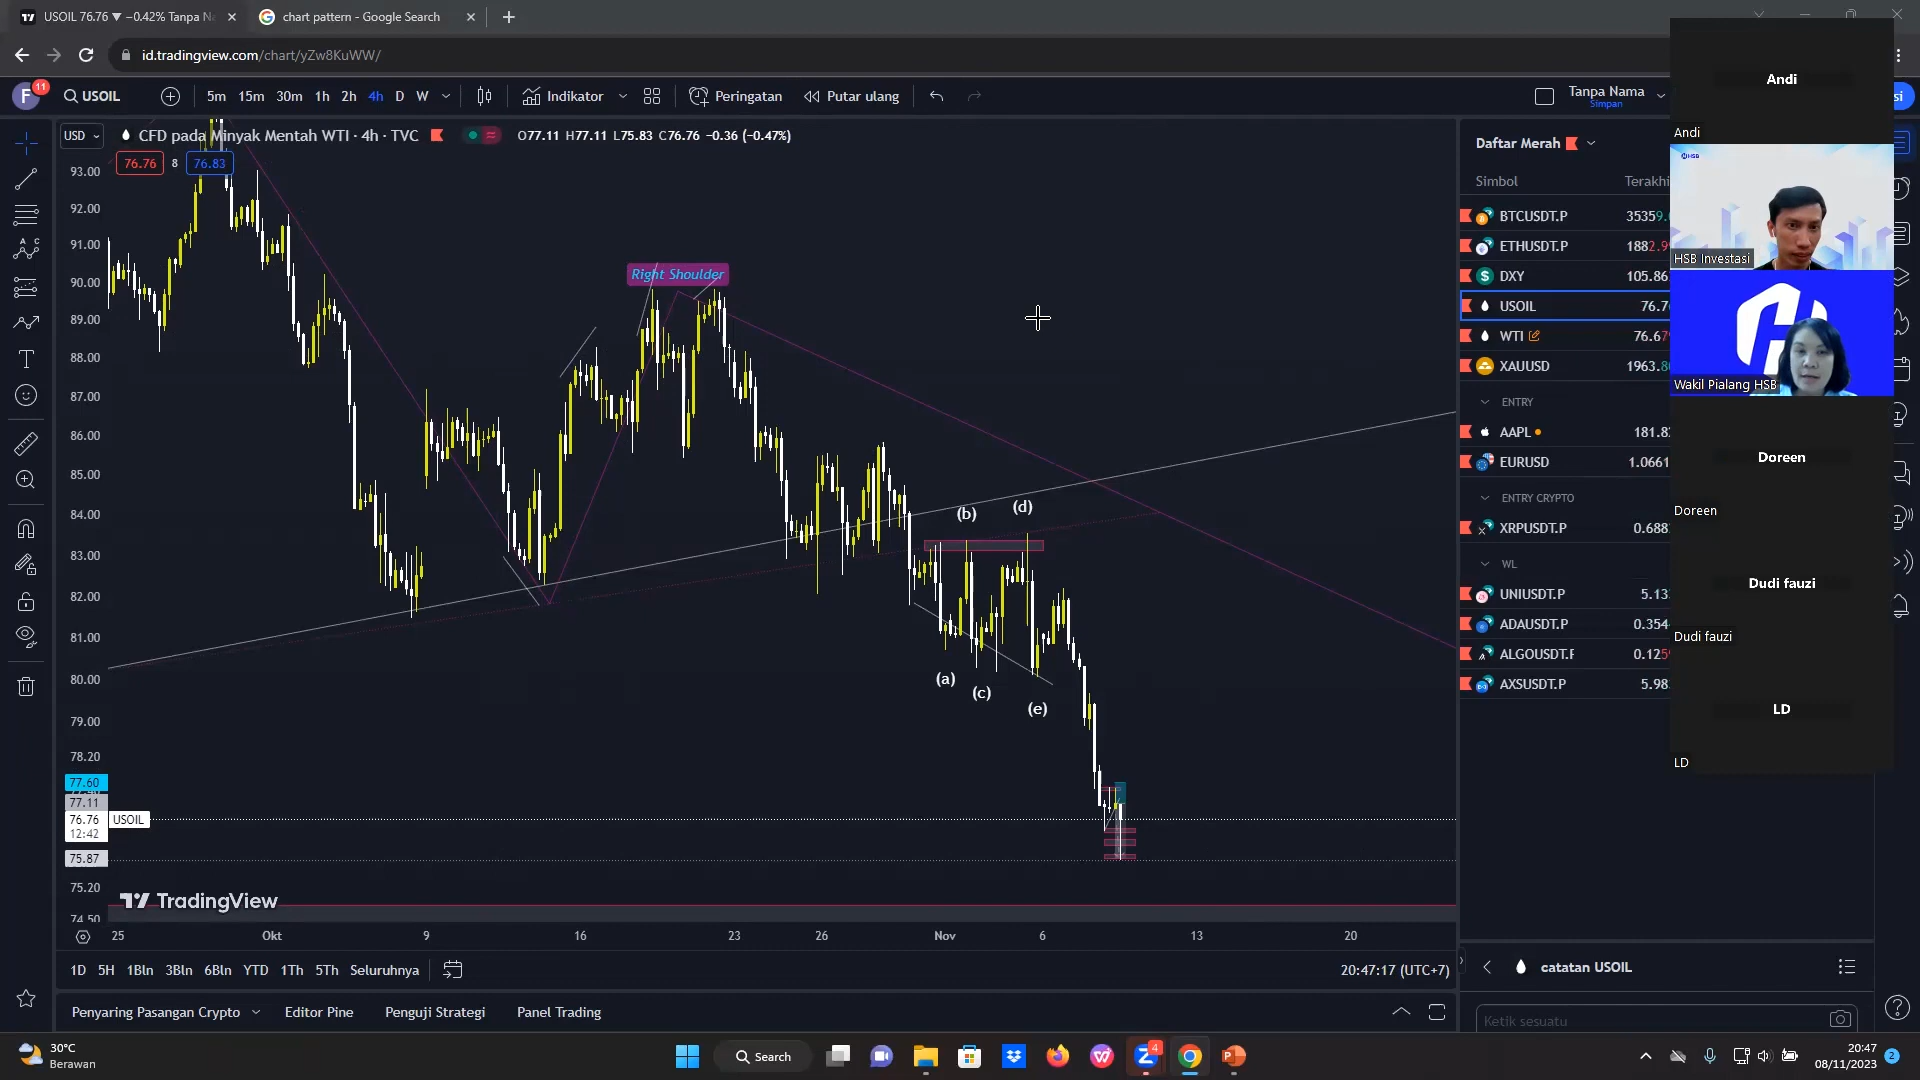 USOIL 76.76 ▼ −0.42% Tanpa Na
chart pattern - Google Search
id.tradingview.com/chart/yZw8KuWW/
F
11
USOIL
5m 15m 30m 1h 2h 4h D W
Indikator
Peringatan
Putar ulang
Tanpa Nama
Simpan
USD
CFD pada Minyak Mentah WTI · 4h · TVC
O77.11 H77.11 L75.83 C76.76 −0.36 (−0.47%)
76.76 8 76.83
93.00
92.00
91.00
90.00
89.00
88.00
87.00
86.00
85.00
84.00
83.00
82.00
81.00
80.00
79.00
78.20
77.60
77.11
76.76 USOIL
12:42
75.87
75.20
74.50
Right Shoulder
(b)
(d)
(a)
(c)
(e)
TradingView
25 Okt 9 16 23 26 Nov 6 13 20
1D 5H 1Bln 3Bln 6Bln YTD 1Th 5Th Seluruhnya
20:47:17 (UTC+7)
Penyaring Pasangan Crypto Editor Pine Penguji Strategi Panel Trading
Daftar Merah
Simbol Terakhi
BTCUSDT.P 35359.
ETHUSDT.P 1882.9
DXY 105.86
USOIL 76.7
WTI 76.67
XAUUSD 1963.8
ENTRY
AAPL 181.8
EURUSD 1.0661
ENTRY CRYPTO
XRPUSDT.P 0.688
WL
UNIUSDT.P 5.13
ADAUSDT.P 0.354
ALGOUSDT.F 0.125
AXSUSDT.P 5.98
catatan USOIL
Ketik sesuatu
Andi
Andi
HSB
HSB Investasi
Wakil Pialang HSB
Doreen
Doreen
Dudi fauzi
Dudi fauzi
LD
LD
si
30°C
Berawan
Search
4
20:47
08/11/2023
2